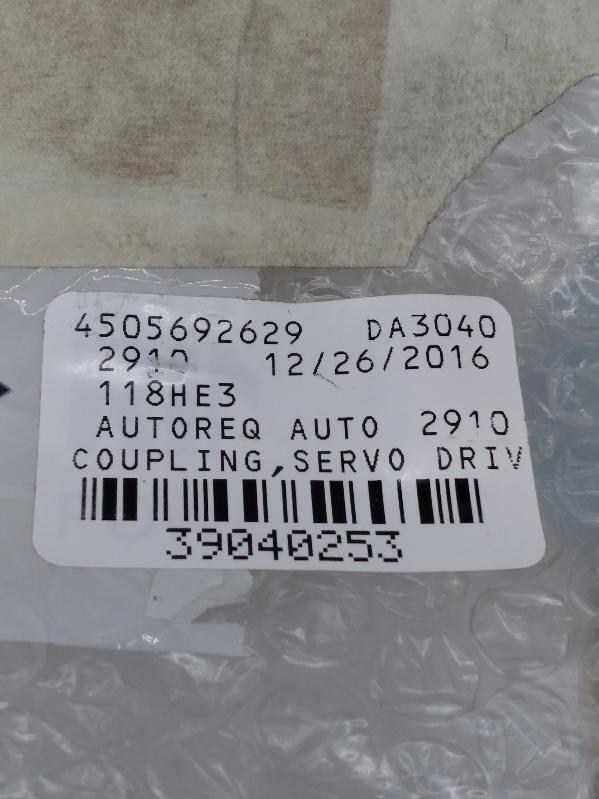 4505692629 DA3040
2910 12/26/2016
118HE3
AUTOREQ AUTO 2910
COUPLING,SERVO DRIV
39040253